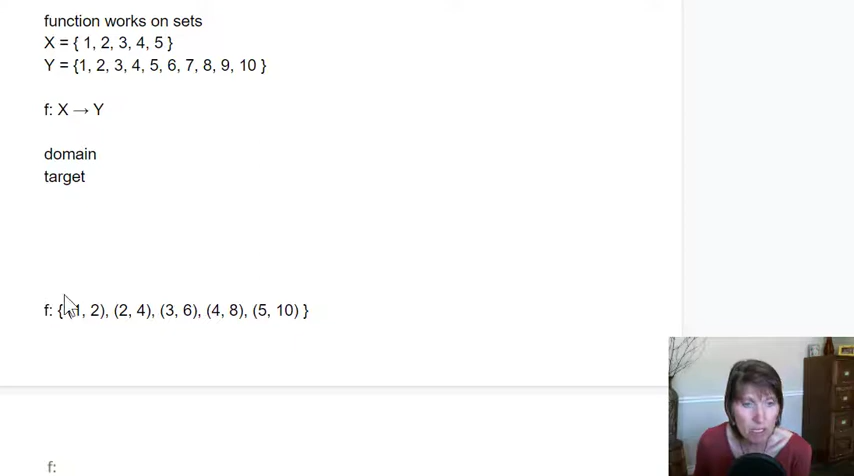 function works on sets
X = { 1, 2, 3, 4, 5 }
Y = {1, 2, 3, 4, 5, 6, 7, 8, 9, 10 }
f: X → Y
domain
target
f: { 1, 2), (2, 4), (3, 6), (4, 8), (5, 10) }
f: